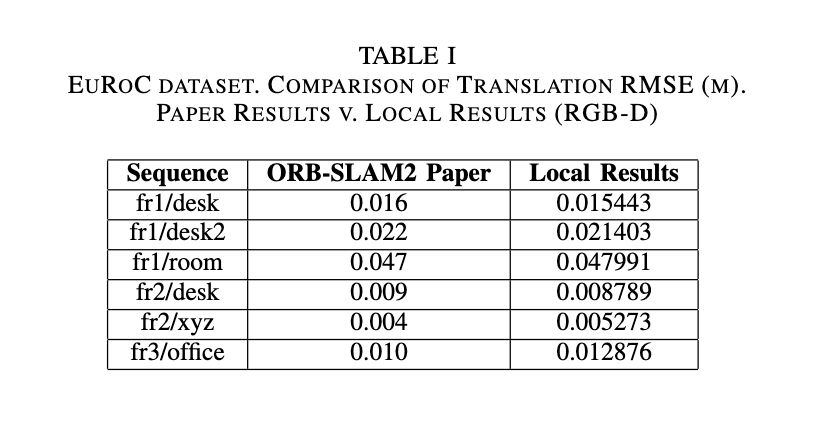 TABLE I
EUROC DATASET. COMPARISON OF TRANSLATION RMSE (M).
PAPER RESULTS V. LOCAL RESULTS (RGB-D)
Sequence ORB-SLAM2 Paper Local Results
fr1/desk 0.016 0.015443
fr1/desk2 0.022 0.021403
fr1/room 0.047 0.047991
fr2/desk 0.009 0.008789
fr2/xyz 0.004 0.005273
fr3/office 0.010 0.012876